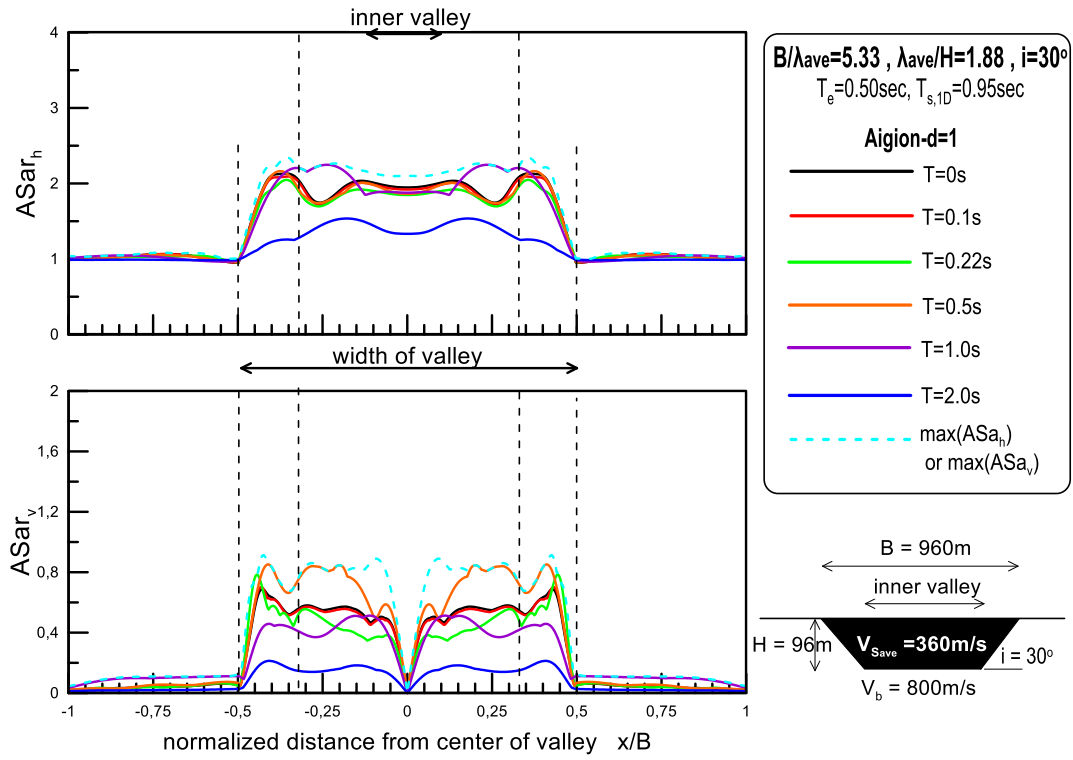 inner valley
4
3
2
1
0
ASar_h
width of valley
2
1,6
1,2
0,8
0,4
0
ASar_v
-1 -0,75 -0,5 -0,25 0 0,25 0,5 0,75 1
normalized distance from center of valley x/B
B/λave=5.33 , λave/H=1.88 , i=30º
T_e=0.50sec, T_s,1D=0.95sec
Aigion-d=1
T=0s
T=0.1s
T=0.22s
T=0.5s
T=1.0s
T=2.0s
max(ASa_h)
or max(ASa_v)
B = 960m
inner valley
H = 96m
V_Save =360m/s
i = 30º
V_b = 800m/s